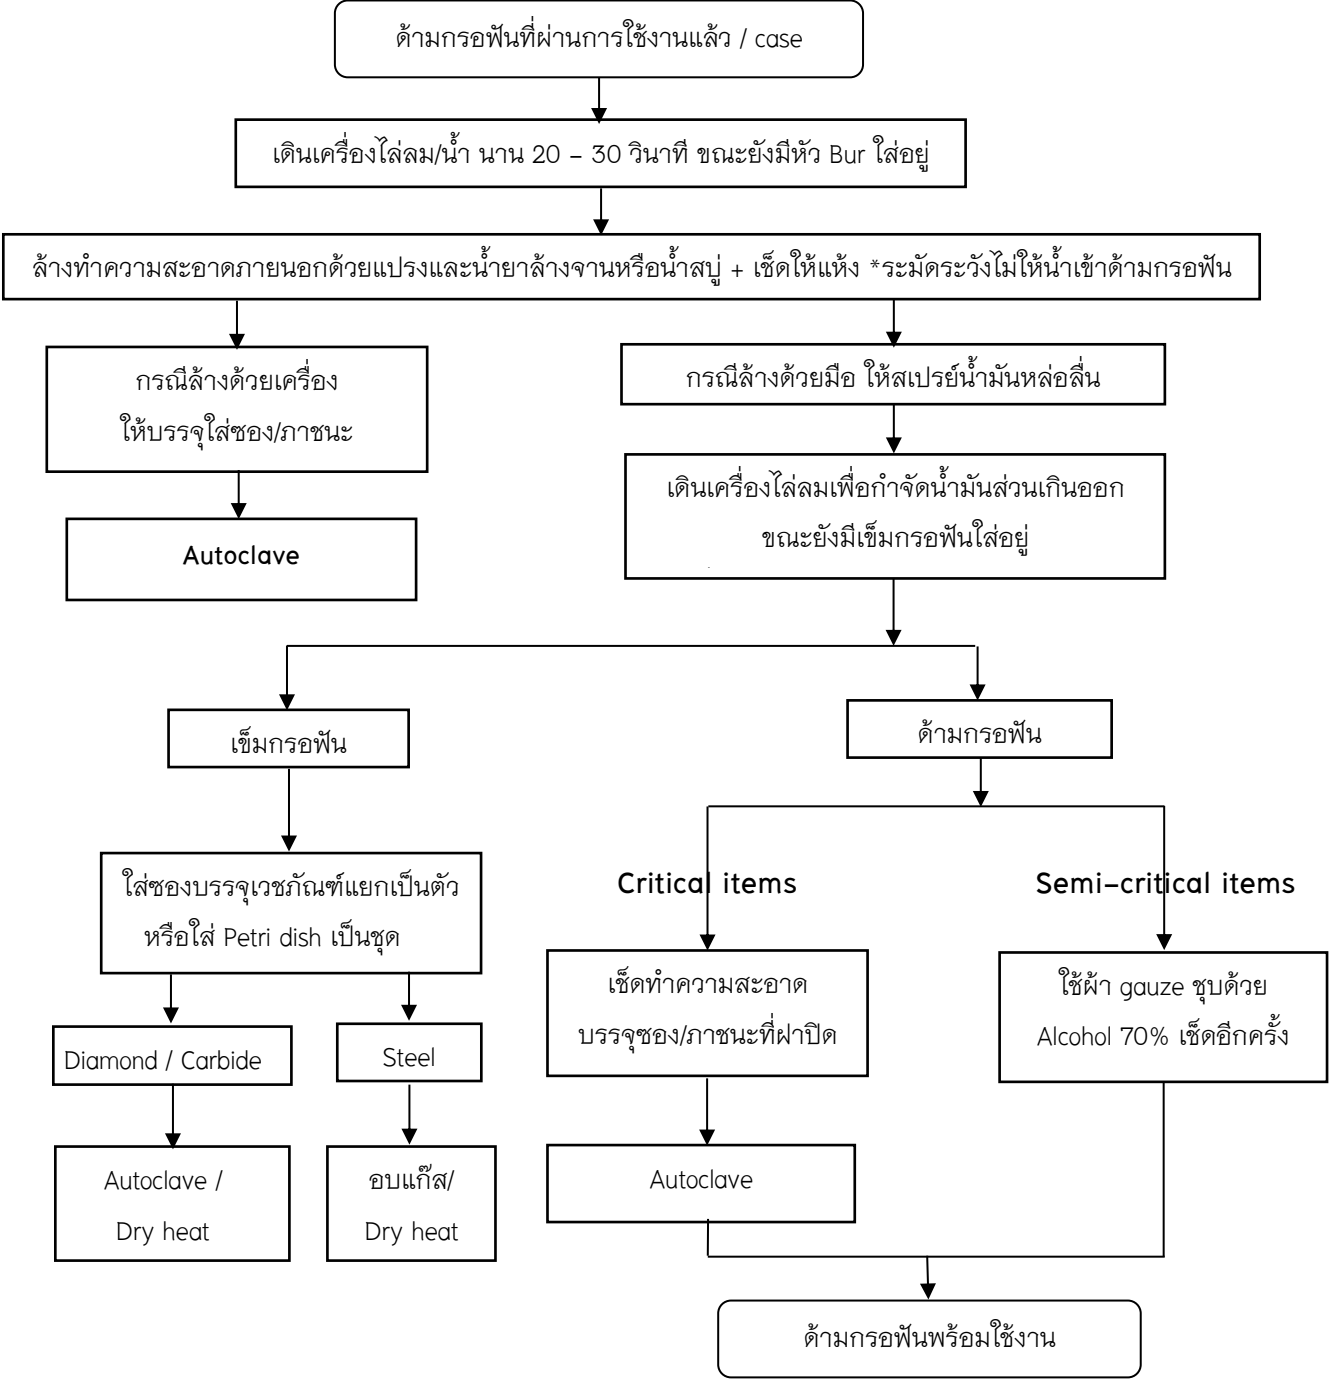 ด้ามกรอฟันที่ผ่านการใช้งานแล้ว / case
เดินเครื่องไล่ลม/น้ำ นาน 20 – 30 วินาที ขณะยังมีหัว Bur ใส่อยู่
ล้างทำความสะอาดภายนอกด้วยแปรงและน้ำยาล้างจานหรือน้ำสบู่ + เช็ดให้แห้ง *ระมัดระวังไม่ให้น้ำเข้าด้ามกรอฟัน
กรณีล้างด้วยเครื่อง
ให้บรรจุใส่ซอง/ภาชนะ
Autoclave
กรณีล้างด้วยมือ ให้สเปรย์น้ำมันหล่อลื่น
เดินเครื่องไล่ลมเพื่อกำจัดน้ำมันส่วนเกินออก
ขณะยังมีเข็มกรอฟันใส่อยู่
เข็มกรอฟัน
ใส่ซองบรรจุเวชภัณฑ์แยกเป็นตัว
หรือใส่ Petri dish เป็นชุด
Diamond / Carbide
Autoclave /
Dry heat
Steel
อบแก๊ส/
Dry heat
ด้ามกรอฟัน
Critical items
เช็ดทำความสะอาด
บรรจุซอง/ภาชนะที่ฝาปิด
Autoclave
Semi-critical items
ใช้ผ้า gauze ชุบด้วย
Alcohol 70% เช็ดอีกครั้ง
ด้ามกรอฟันพร้อมใช้งาน